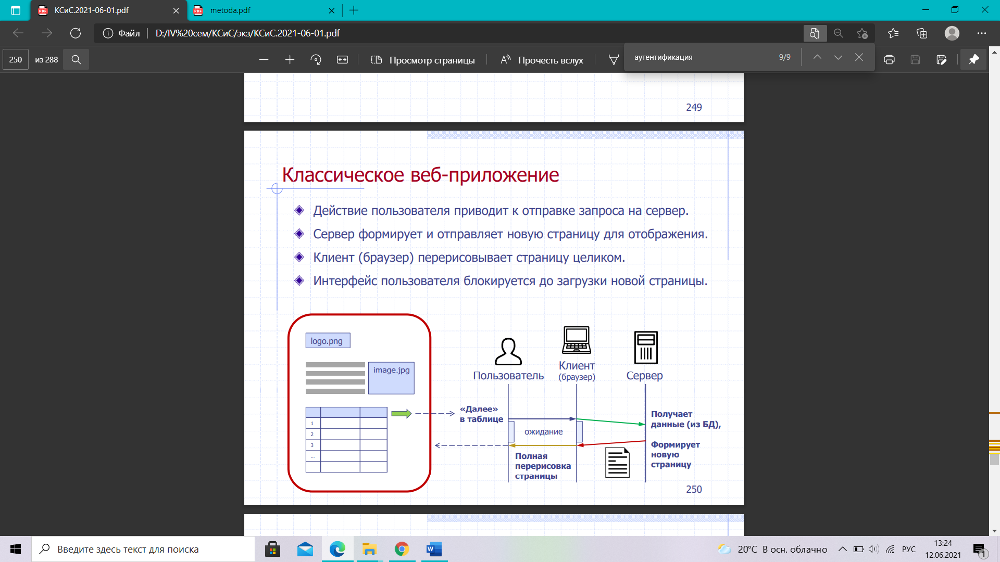 КСиС.2021-06-01.pdf
metoda.pdf
Файл
D:/IV%20сем/КСиС/экз/КСиС.2021-06-01.pdf
250
из 288
Просмотр страницы
Прочесть вслух
аутентификация
9/9
249
Классическое веб-приложение
Действие пользователя приводит к отправке запроса на сервер.
Сервер формирует и отправляет новую страницу для отображения.
Клиент (браузер) перерисовывает страницу целиком.
Интерфейс пользователя блокируется до загрузки новой страницы.
logo.png
image.jpg
1
2
3
...
Пользователь
Клиент
(браузер)
Сервер
«Далее»
в таблице
ожидание
Получает
данные (из БД),
Формирует
новую
страницу
Полная
перерисовка
страницы
250
Введите здесь текст для поиска
20°C В осн. облачно
РУС
13:24
12.06.2021
1